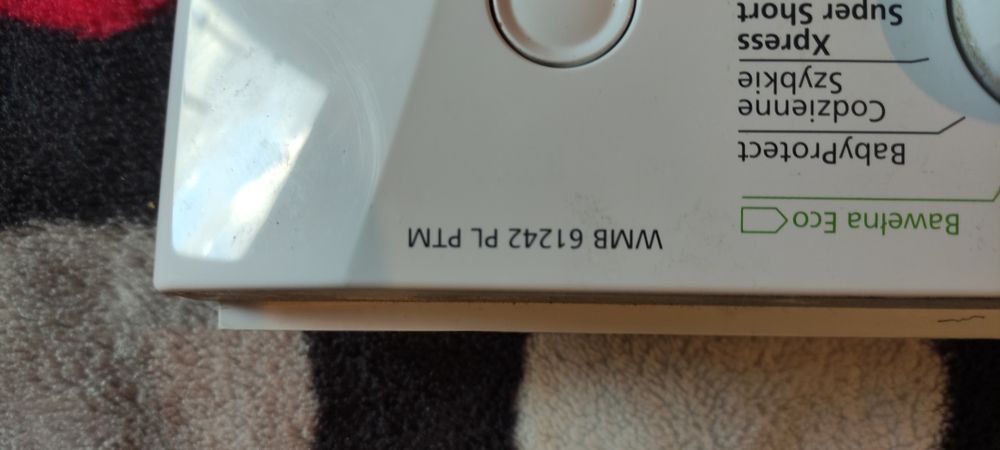 WMB 61242 PL PTM
Bawełna Eco
BabyProtect
Codzienne
Szybkie
Xpress
Super Short